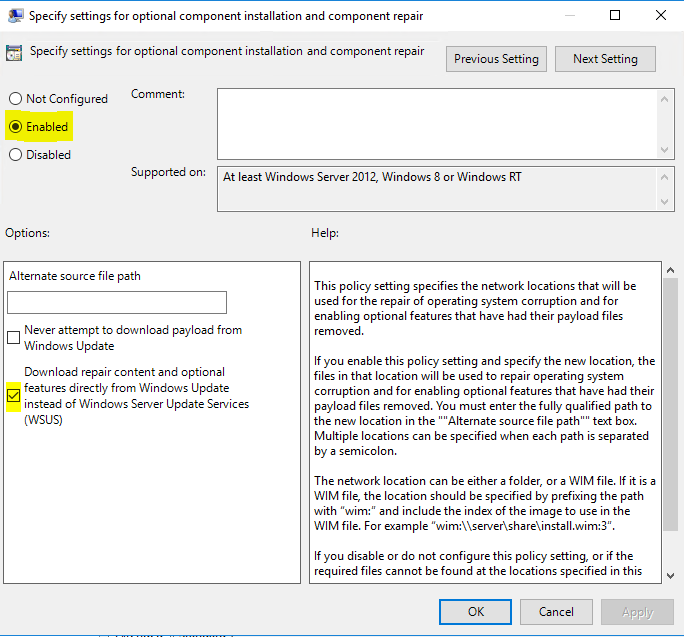 Specify settings for optional component installation and component repair
Specify settings for optional component installation and component repair
Previous Setting
Next Setting
Not Configured
Comment:
Enabled
Disabled
Supported on:
At least Windows Server 2012, Windows 8 or Windows RT
Options:
Help:
Alternate source file path
Never attempt to download payload from
Windows Update
Download repair content and optional
features directly from Windows Update
instead of Windows Server Update Services
(WSUS)
This policy setting specifies the network locations that will be
used for the repair of operating system corruption and for
enabling optional features that have had their payload files
removed.
If you enable this policy setting and specify the new location, the
files in that location will be used to repair operating system
corruption and for enabling optional features that have had their
payload files removed. You must enter the fully qualified path to
the new location in the ""Alternate source file path"" text box.
Multiple locations can be specified when each path is separated
by a semicolon.
The network location can be either a folder, or a WIM file. If it is a
WIM file, the location should be specified by prefixing the path
with “wim:” and include the index of the image to use in the
WIM file. For example “wim:\\server\share\install.wim:3”.
If you disable or do not configure this policy setting, or if the
required files cannot be found at the locations specified in this
OK
Cancel
Apply